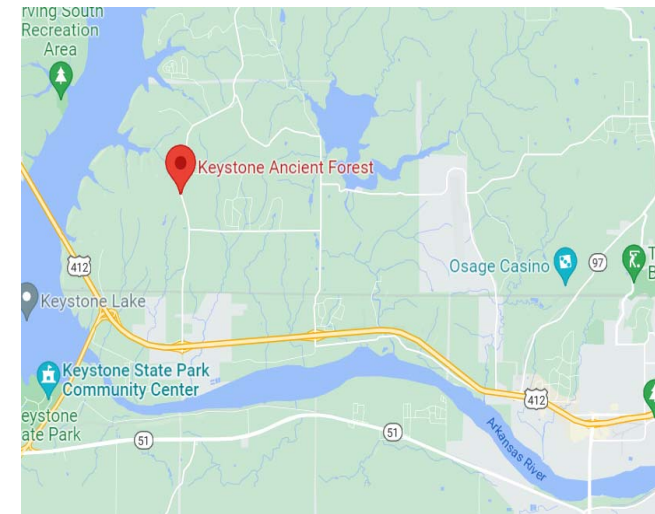 rving South
Recreation
Area
Keystone Ancient Forest
412
Osage Casino
97
T
B
Keystone Lake
Keystone State Park
Community Center
eystone
ate Park
51
51
412
Arkansas River